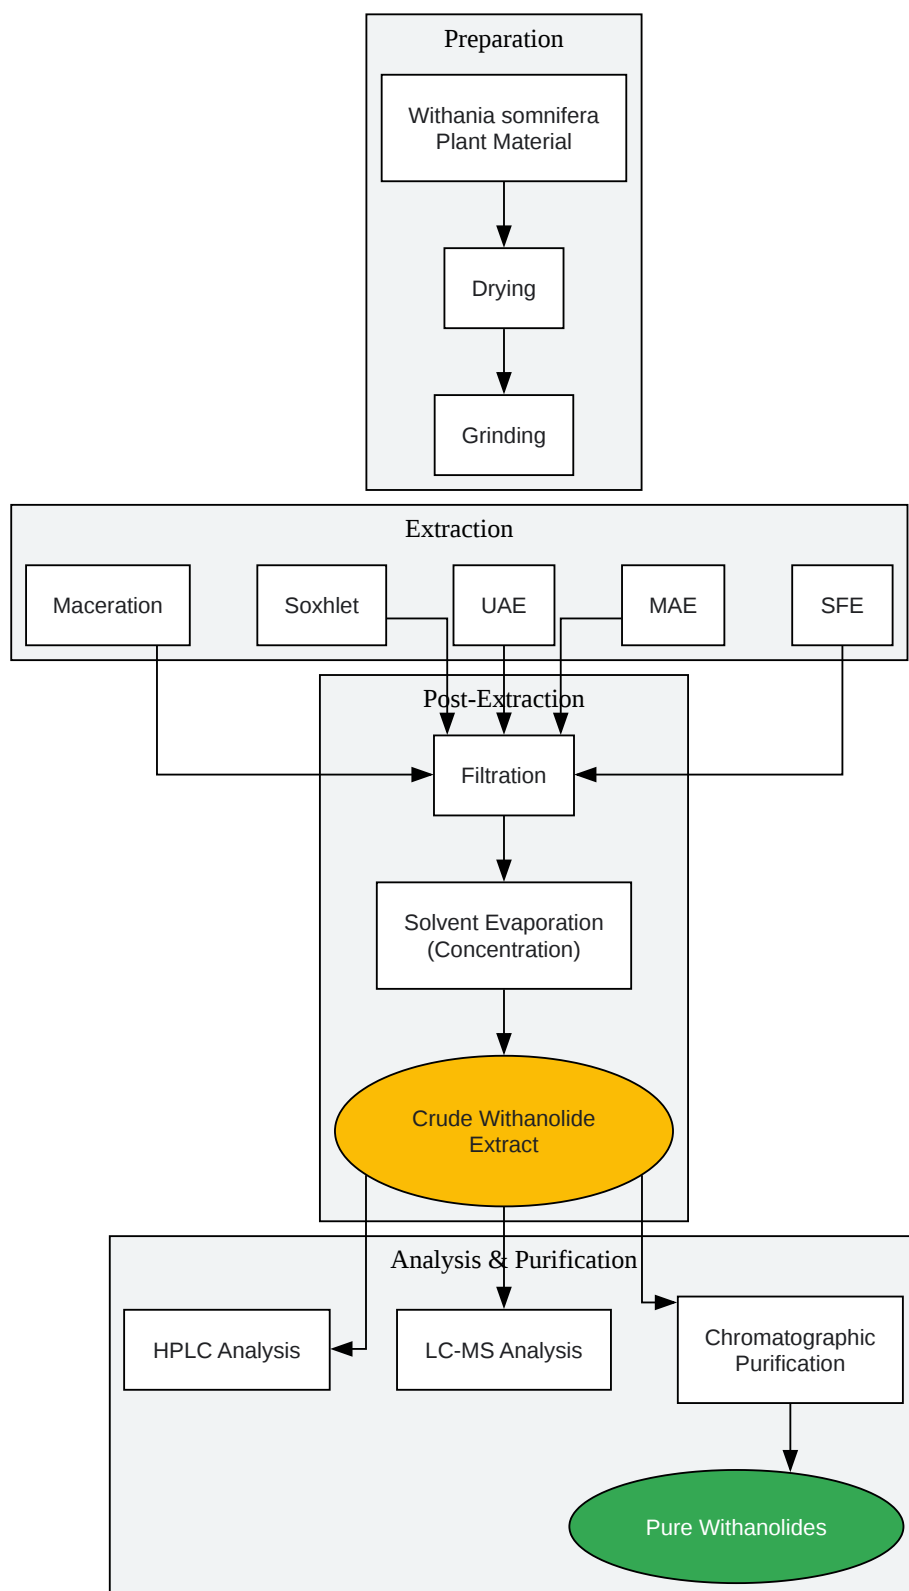 Preparation
Withania somnifera
Plant Material
Drying
Grinding
Extraction
Maceration
Soxhlet
UAE
MAE
SFE
Post-Extraction
Filtration
Solvent Evaporation
(Concentration)
Crude Withanolide
Extract
Analysis & Purification
HPLC Analysis
LC-MS Analysis
Chromatographic
Purification
Pure Withanolides